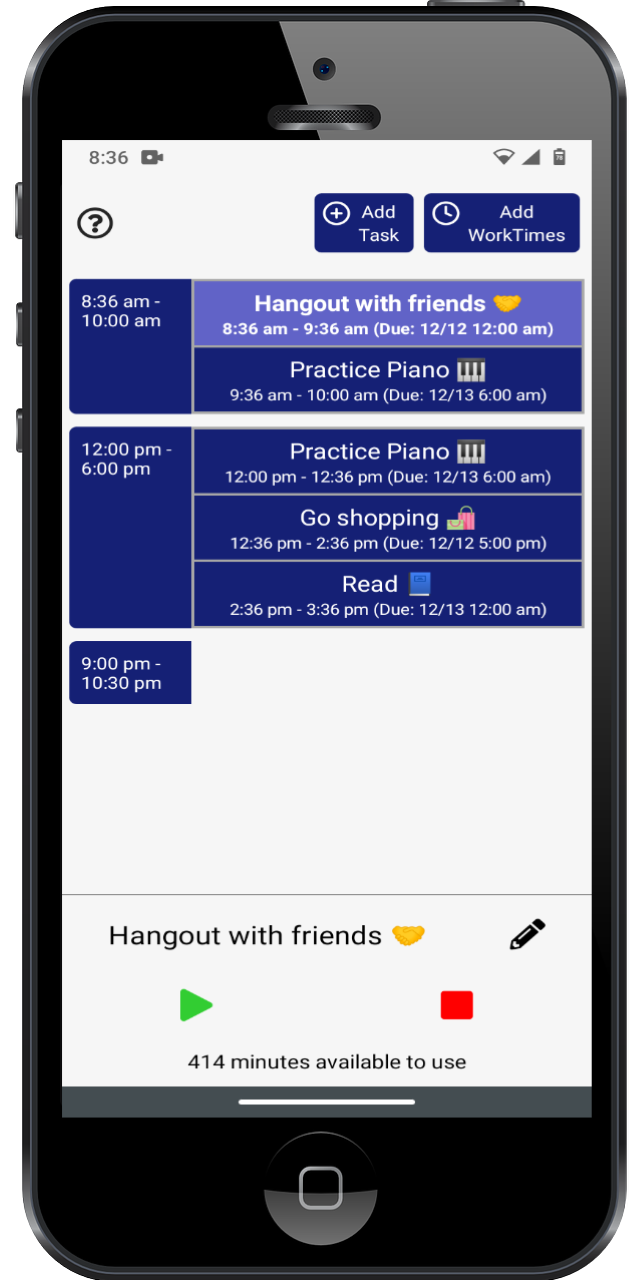 8:36
Add
Task
Add
WorkTimes
8:36 am -
10:00 am
Hangout with friends 🤝
8:36 am - 9:36 am (Due: 12/12 12:00 am)
Practice Piano 🎹
9:36 am - 10:00 am (Due: 12/13 6:00 am)
12:00 pm -
6:00 pm
Practice Piano 🎹
12:00 pm - 12:36 pm (Due: 12/13 6:00 am)
Go shopping 🛍️
12:36 pm - 2:36 pm (Due: 12/12 5:00 pm)
Read 📘
2:36 pm - 3:36 pm (Due: 12/13 12:00 am)
9:00 pm -
10:30 pm
Hangout with friends 🤝
414 minutes available to use